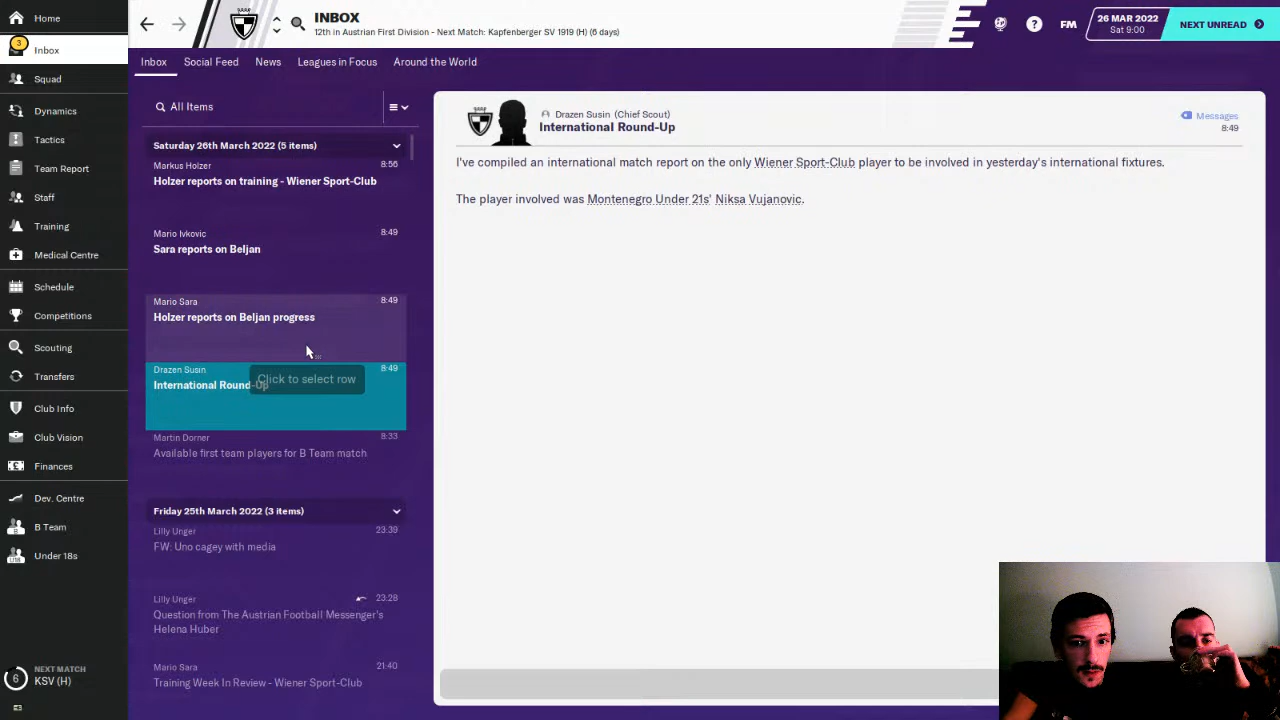 Home
INBOX
12th in Austrian First Division - Next Match: Kapfenberger SV 1919 (H) (6 days)
FM
26 MAR 2022
Sat 9:00
NEXT UNREAD
3
Inbox
Squad
Dynamics
Tactics
Team Report
Staff
Training
Medical Centre
Schedule
Competitions
Scouting
Transfers
Club Info
Club Vision
Finances
Dev. Centre
B Team
Under 18s
6
NEXT MATCH
KSV (H)
Inbox
Social Feed
News
Leagues in Focus
Around the World
All Items
Saturday 26th March 2022 (5 items)
Markus Holzer
8:56
Holzer reports on training - Wiener Sport-Club
Mario Ivkovic
8:49
Sara reports on Beljan
Mario Sara
8:49
Holzer reports on Beljan progress
Drazen Susin
8:49
International Round-Up
Click to select row
Martin Dorner
8:33
Available first team players for B Team match
Friday 25th March 2022 (3 items)
Lilly Unger
23:39
FW: Uno cagey with media
Lilly Unger
23:28
Question from The Austrian Football Messenger's
Helena Huber
Mario Sara
21:40
Training Week In Review - Wiener Sport-Club
Drazen Susin (Chief Scout)
International Round-Up
Messages
8:49
I've compiled an international match report on the only Wiener Sport-Club player to be involved in yesterday's international fixtures.
The player involved was Montenegro Under 21s' Niksa Vujanovic.